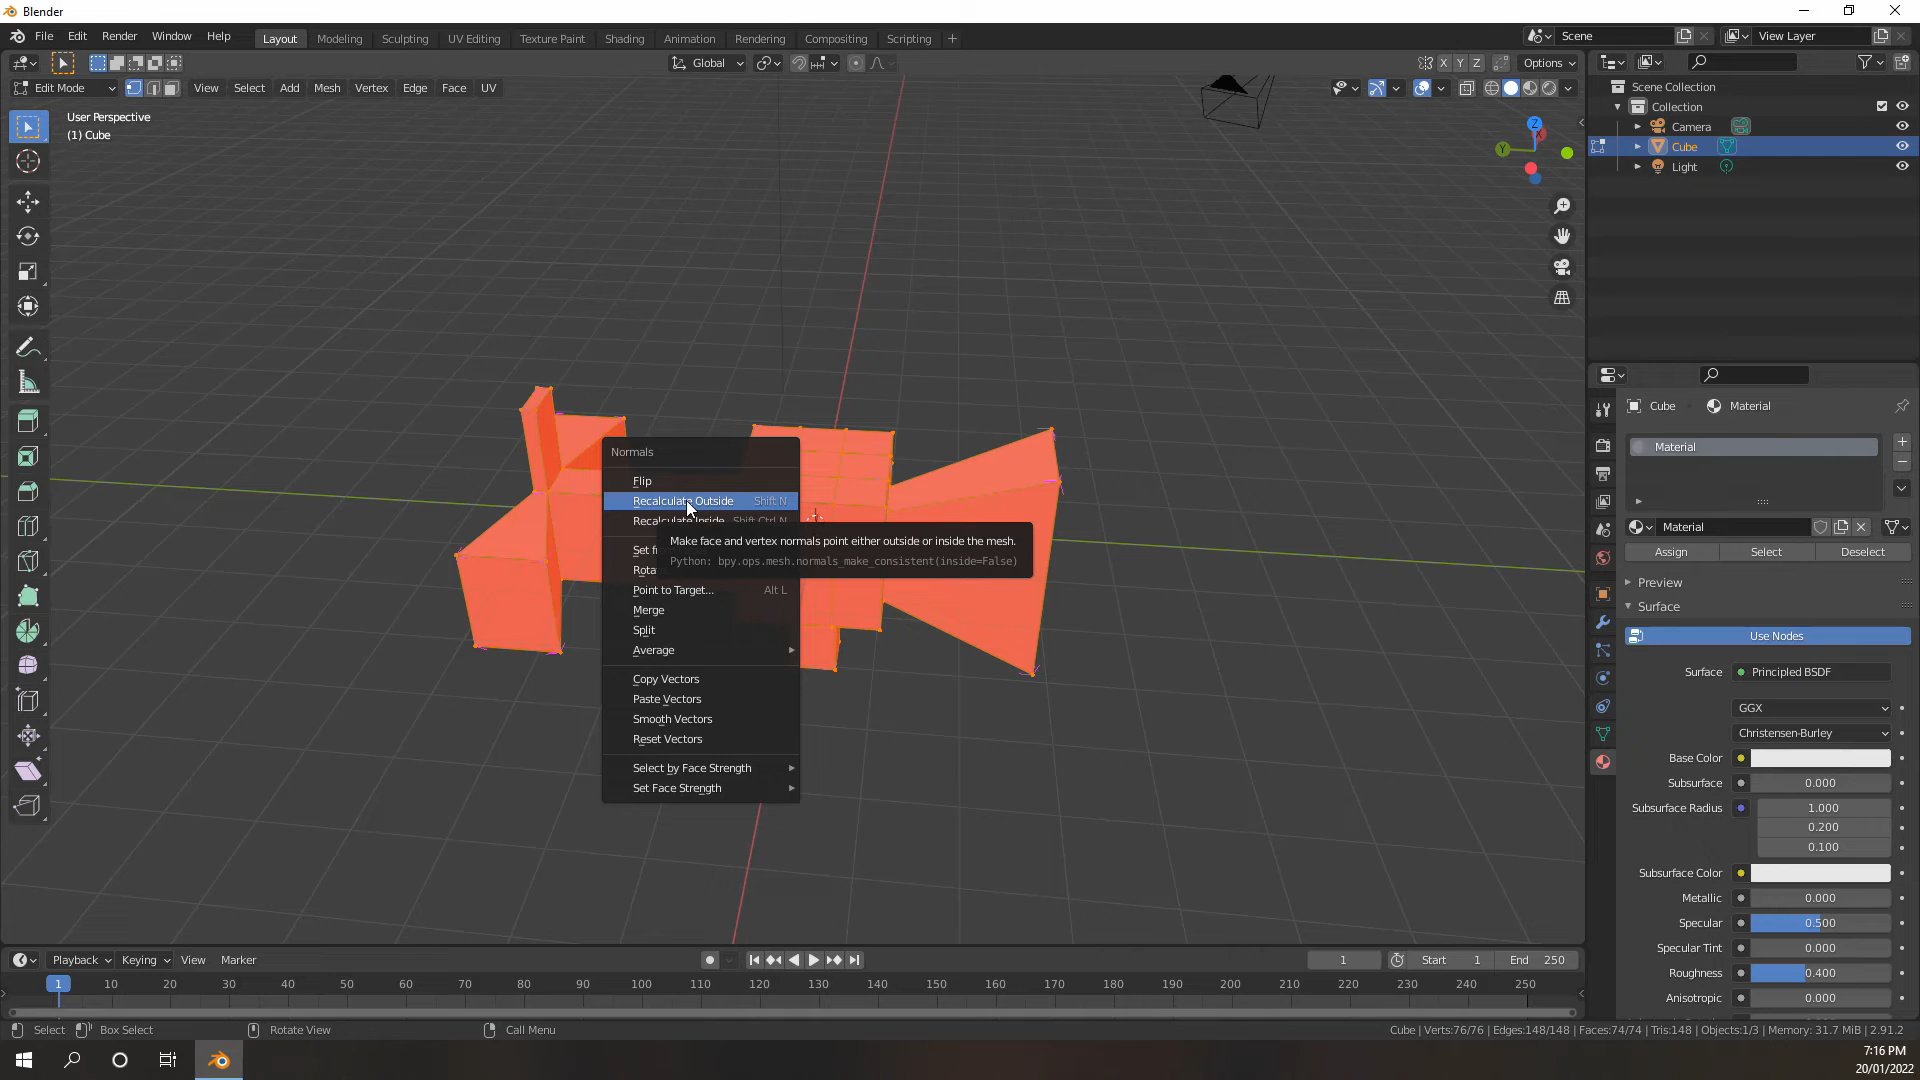 Blender
File Edit Render Window Help
Layout Modeling Sculpting UV Editing Texture Paint Shading Animation Rendering Compositing Scripting +
Scene
View Layer
Global
X Y Z
Options
Edit Mode
View Select Add Mesh Vertex Edge Face UV
User Perspective
(1) Cube
Z
X
Y
Scene Collection
Collection
Camera
Cube
Light
Normals
Flip
Recalculate Outside Shift N
Recalculate Inside Shift Ctrl N
Make face and vertex normals point either outside or inside the mesh.
Python: bpy.ops.mesh.normals_make_consistent(inside=False)
Point to Target... Alt L
Merge
Split
Average
Copy Vectors
Paste Vectors
Smooth Vectors
Reset Vectors
Select by Face Strength
Set Face Strength
Cube Material
Material
Material
Assign Select Deselect
Preview
Surface
Use Nodes
Surface Principled BSDF
GGX
Christensen-Burley
Base Color
Subsurface 0.000
Subsurface Radius 1.000
0.200
0.100
Subsurface Color
Metallic 0.000
Specular 0.500
Specular Tint 0.000
Roughness 0.400
Anisotropic 0.000
Playback Keying View Marker
1
Start 1
End 250
1 10 20 30 40 50 60 70 80 90 100 110 120 130 140 150 160 170 180 190 200 210 220 230 240 250
Select Box Select Rotate View Call Menu
Cube | Verts:76/76 | Edges:148/148 | Faces:74/74 | Tris:148 | Objects:1/3 | Memory: 31.7 MiB | 2.91.2
7:16 PM
20/01/2022